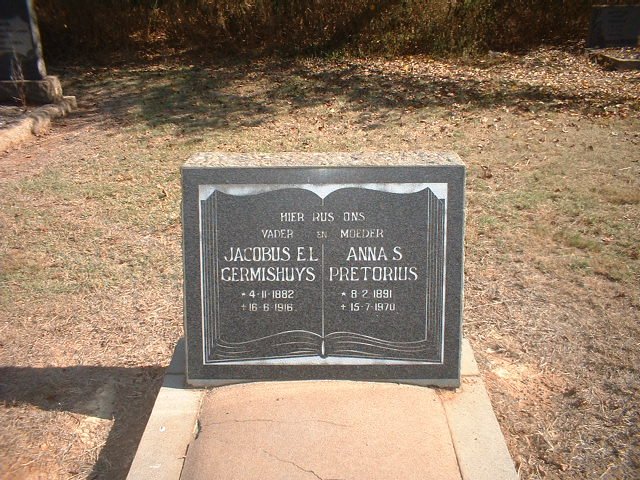 HIER RUS ONS
VADER EN MOEDER
JACOBUS E.L. GERMISHUYS
* 4-11-1882
+ 16-6-1916
ANNA S. PRETORIUS
* 8-2-1891
+ 15-7-1970